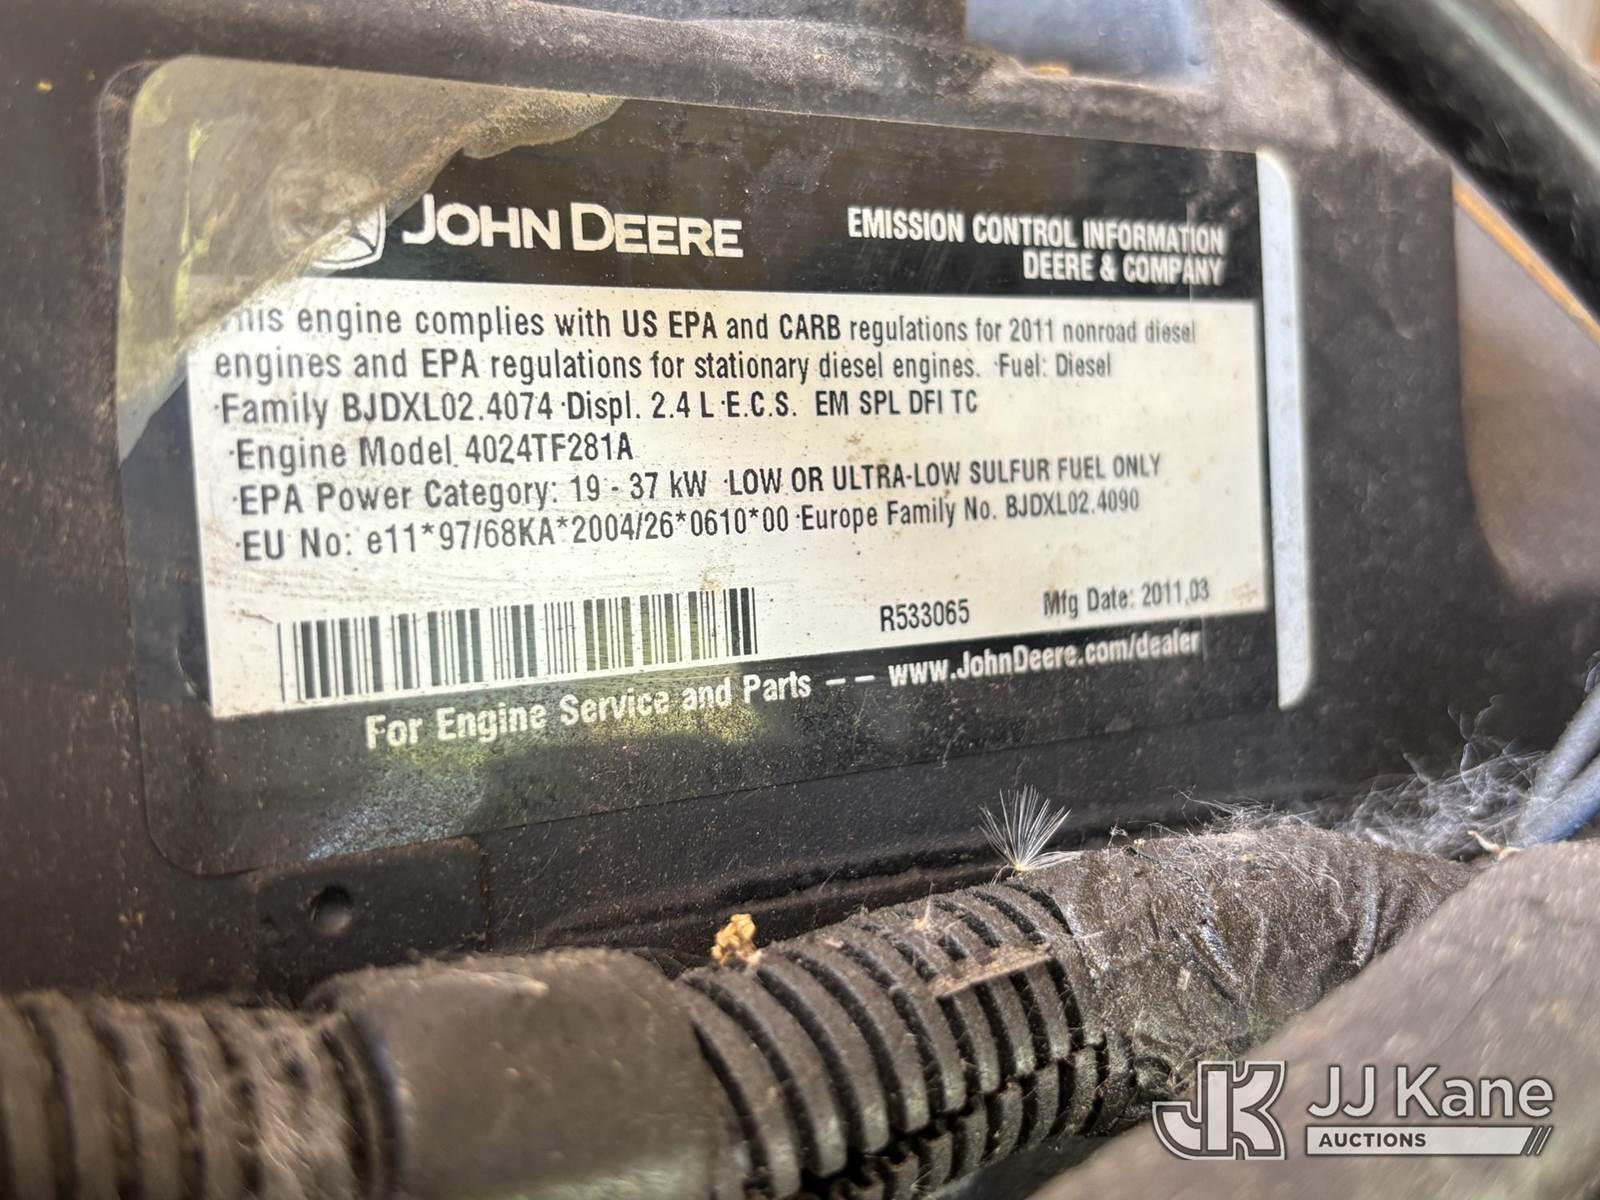 JOHN DEERE
EMISSION CONTROL INFORMATION
DEERE & COMPANY
This engine complies with US EPA and CARB regulations for 2011 nonroad diesel
engines and EPA regulations for stationary diesel engines. ·Fuel: Diesel
·Family BJDXL02.4074 ·Displ. 2.4 L ·E.C.S. EM SPL DFI TC
·Engine Model 4024TF281A
·EPA Power Category: 19 - 37 kW ·LOW OR ULTRA-LOW SULFUR FUEL ONLY
·EU No: e11*97/68KA*2004/26*0610*00 ·Europe Family No. BJDXL02.4090
R533065 Mfg Date: 2011.03
For Engine Service and Parts -- www.JohnDeere.com/dealer
JK JJ Kane
AUCTIONS